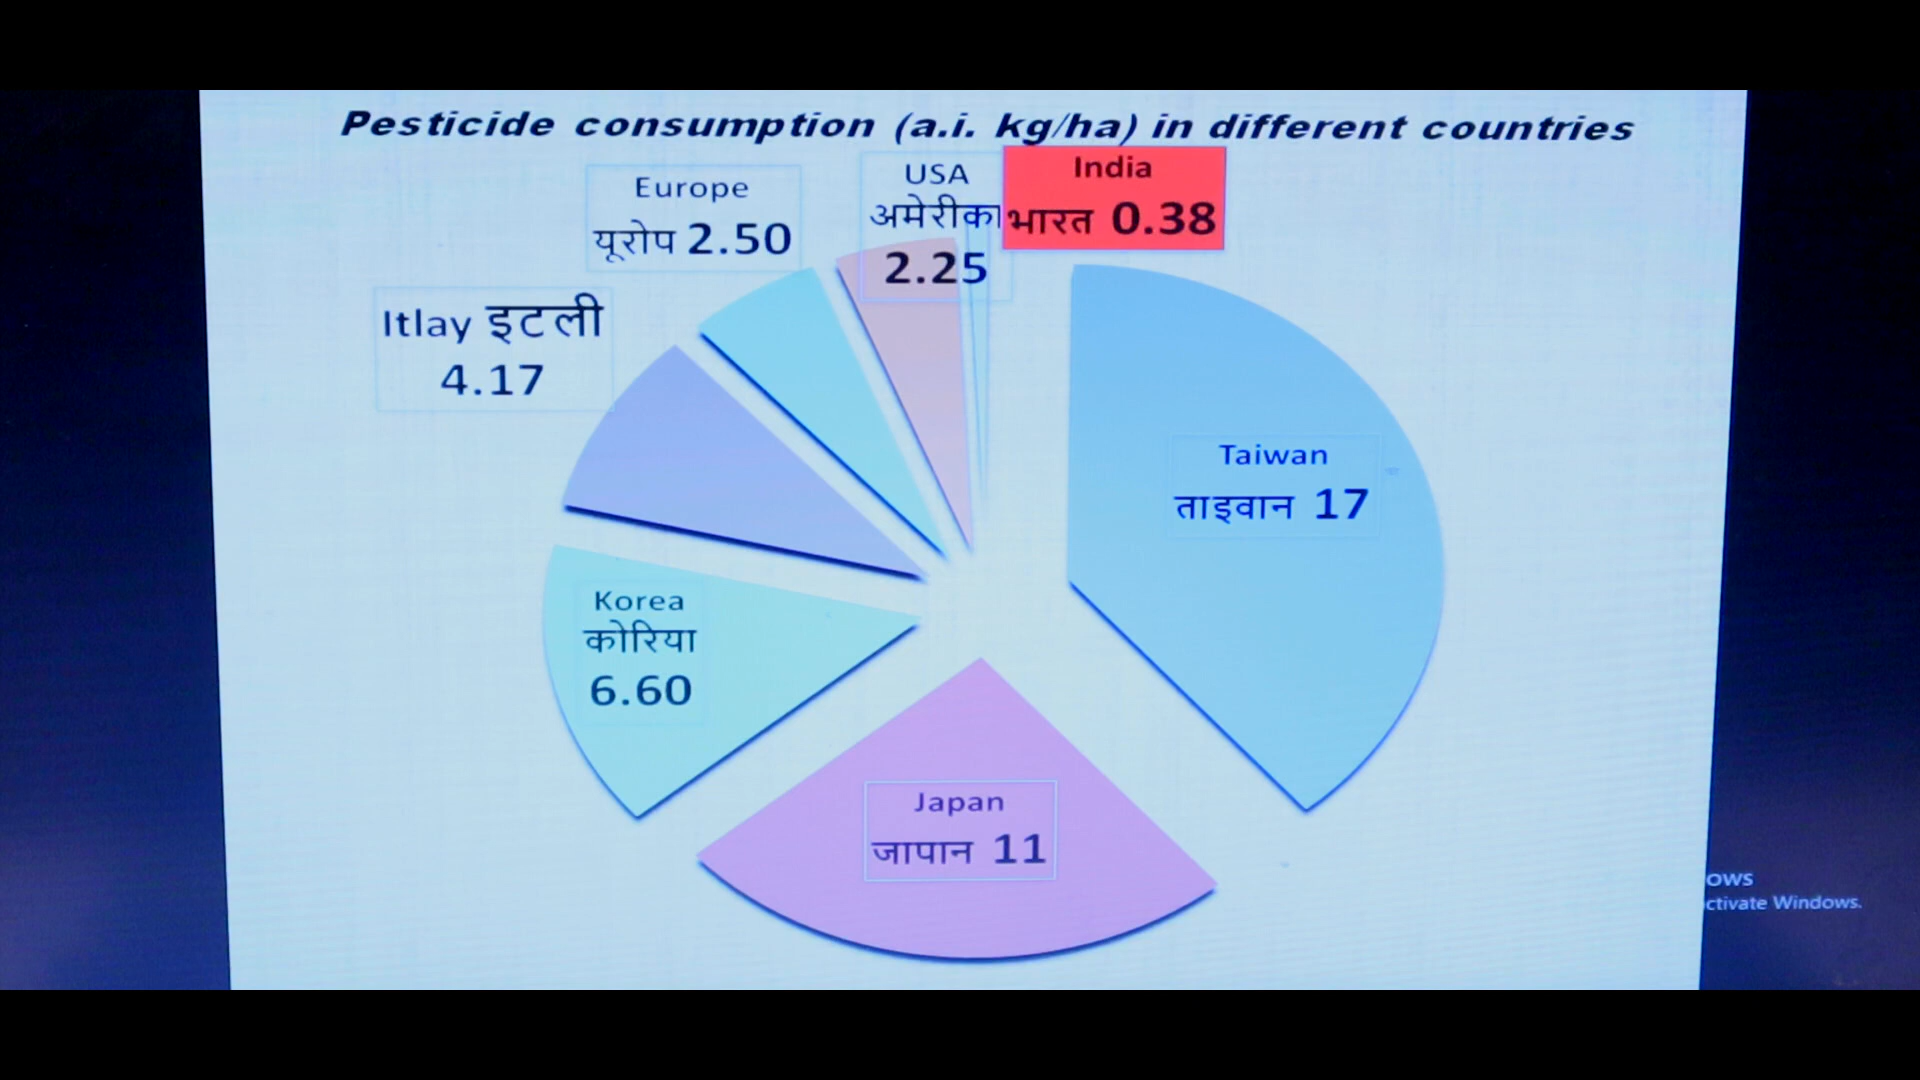 Pesticide consumption (a.i. kg/ha) in different countries
Europe
यूरोप 2.50
USA
अमेरीका
2.25
India
भारत 0.38
Itlay इटली
4.17
Taiwan
ताइवान 17
Korea
कोरिया
6.60
Japan
जापान 11
ctivate Windows.